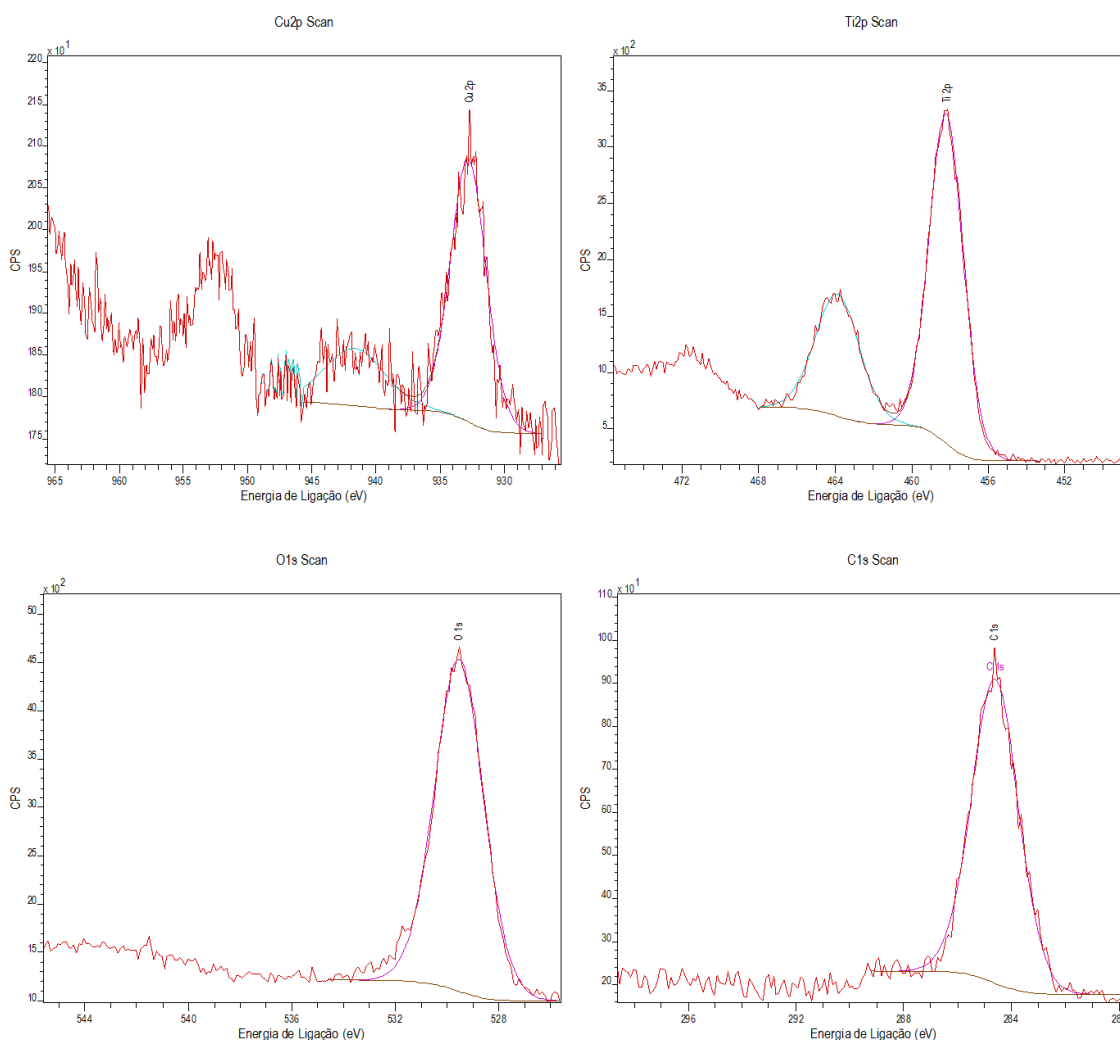 Cu2p Scan
x 10^1
220
215
210
205
200
195
190
185
180
175
CPS
Cu 2p
965 960 955 950 945 940 935 930
Energia de Ligação (eV)
Ti2p Scan
x 10^2
35
30
25
20
15
10
5
CPS
Ti 2p
472 468 464 460 456 452
Energia de Ligação (eV)
O1s Scan
x 10^2
50
45
40
35
30
25
20
15
10
CPS
O 1s
544 540 536 532 528
Energia de Ligação (eV)
C1s Scan
x 10^1
110
100
90
80
70
60
50
40
30
20
CPS
C 1s
C 1s
296 292 288 284
Energia de Ligação (eV)